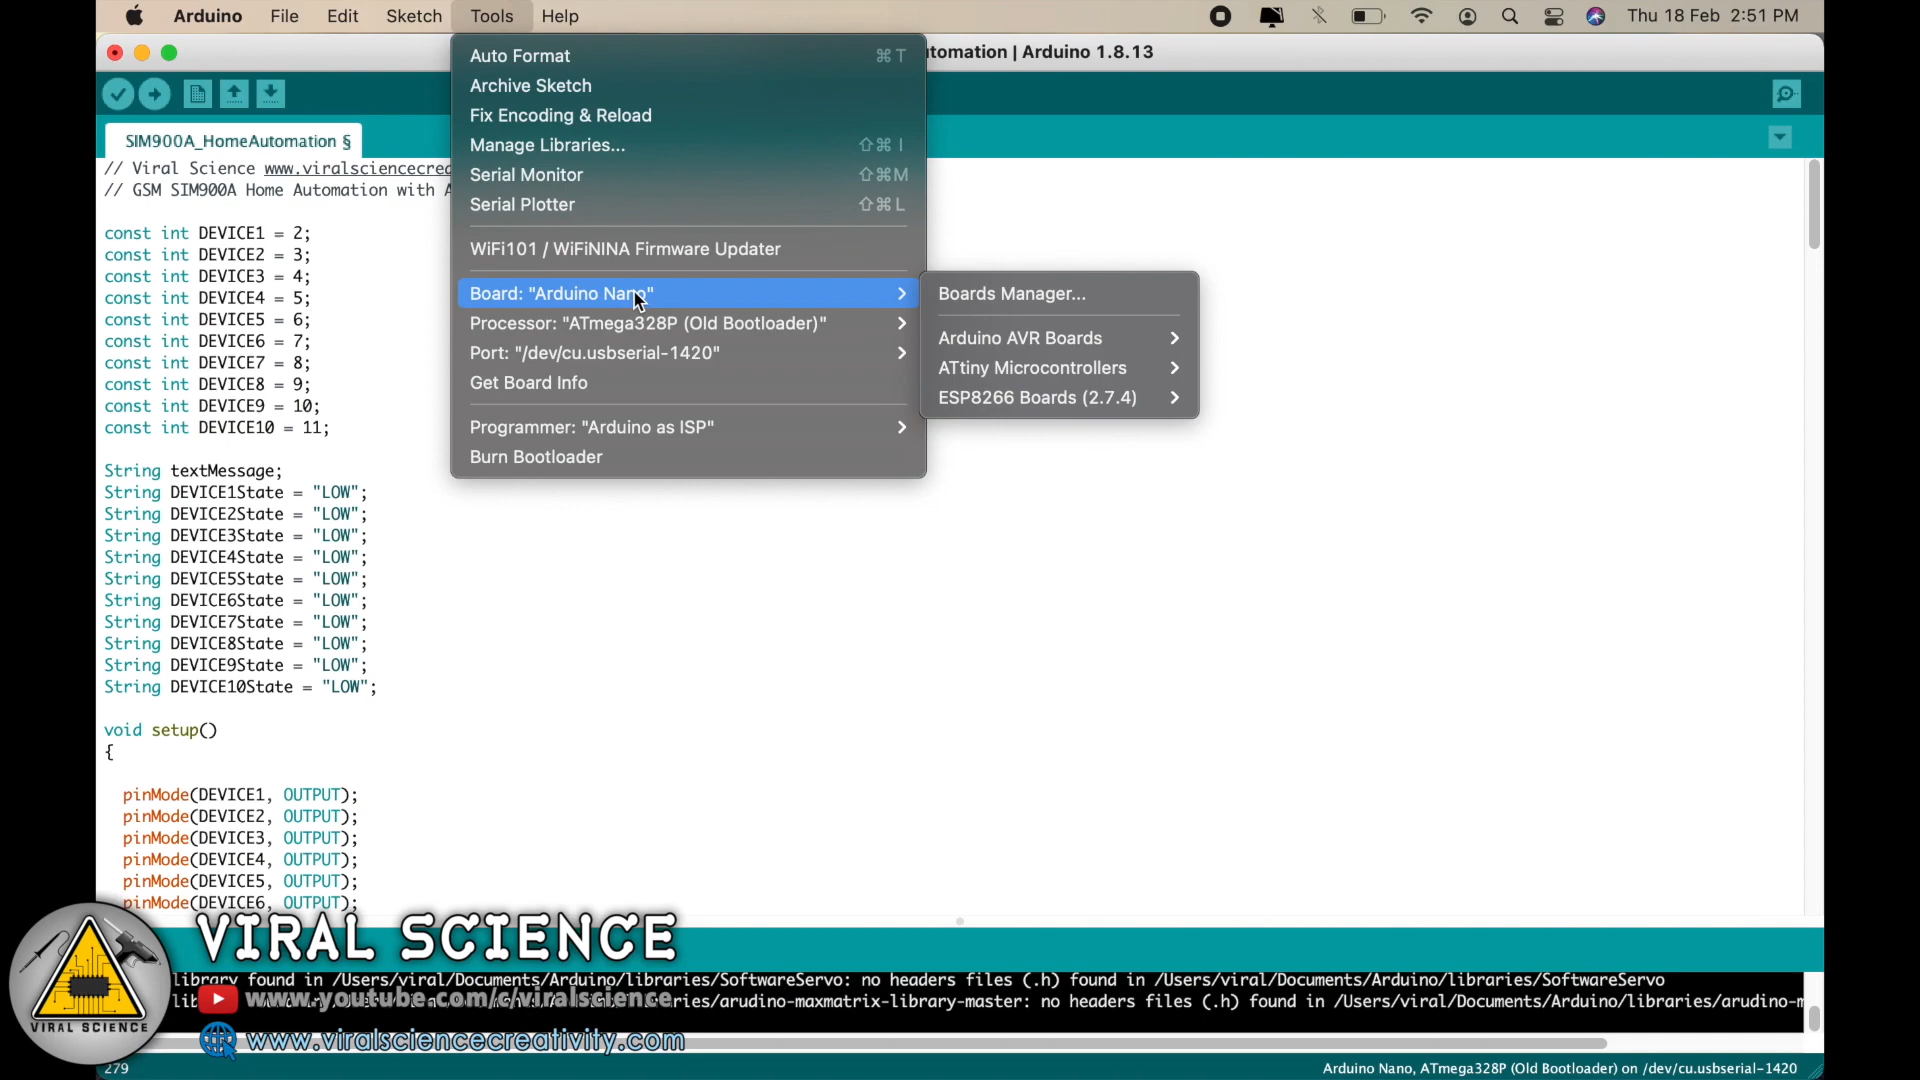 Arduino File Edit Sketch Tools Help Thu 18 Feb 2:51 PM
tomation | Arduino 1.8.13
SIM900A_HomeAutomation §
// Viral Science www.viralsciencecrea
// GSM SIM900A Home Automation with A
const int DEVICE1 = 2;
const int DEVICE2 = 3;
const int DEVICE3 = 4;
const int DEVICE4 = 5;
const int DEVICE5 = 6;
const int DEVICE6 = 7;
const int DEVICE7 = 8;
const int DEVICE8 = 9;
const int DEVICE9 = 10;
const int DEVICE10 = 11;
String textMessage;
String DEVICE1State = "LOW";
String DEVICE2State = "LOW";
String DEVICE3State = "LOW";
String DEVICE4State = "LOW";
String DEVICE5State = "LOW";
String DEVICE6State = "LOW";
String DEVICE7State = "LOW";
String DEVICE8State = "LOW";
String DEVICE9State = "LOW";
String DEVICE10State = "LOW";
void setup()
{
pinMode(DEVICE1, OUTPUT);
pinMode(DEVICE2, OUTPUT);
pinMode(DEVICE3, OUTPUT);
pinMode(DEVICE4, OUTPUT);
pinMode(DEVICE5, OUTPUT);
pinMode(DEVICE6, OUTPUT);
Auto Format ⌘ T
Archive Sketch
Fix Encoding & Reload
Manage Libraries... ⇧⌘ I
Serial Monitor ⇧⌘M
Serial Plotter ⇧⌘ L
WiFi101 / WiFiNINA Firmware Updater
Board: "Arduino Nano"
Processor: "ATmega328P (Old Bootloader)"
Port: "/dev/cu.usbserial-1420"
Get Board Info
Programmer: "Arduino as ISP"
Burn Bootloader
Boards Manager...
Arduino AVR Boards
ATtiny Microcontrollers
ESP8266 Boards (2.7.4)
VIRAL SCIENCE
library found in /Users/viral/Documents/Arduino/libraries/SoftwareServo: no headers files (.h) found in /Users/viral/Documents/Arduino/libraries/SoftwareServo
lib ries/arudino-maxmatrix-library-master: no headers files (.h) found in /Users/viral/Documents/Arduino/libraries/arudino-m
www.youtube.com/c/viralscience
www.viralsciencecreativity.com
VIRAL SCIENCE
279 Arduino Nano, ATmega328P (Old Bootloader) on /dev/cu.usbserial-1420